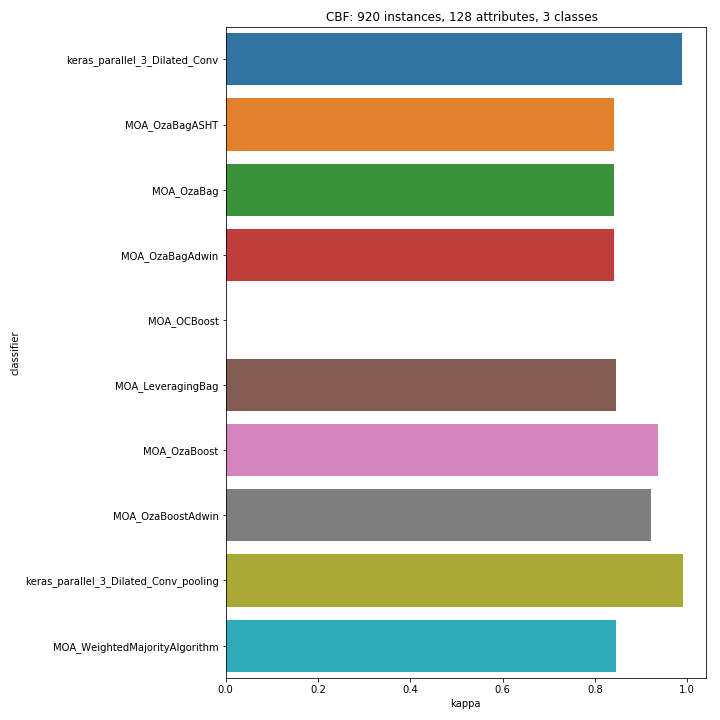 CBF: 920 instances, 128 attributes, 3 classes
classifier
keras_parallel_3_Dilated_Conv
MOA_OzaBagASHT
MOA_OzaBag
MOA_OzaBagAdwin
MOA_OCBoost
MOA_LeveragingBag
MOA_OzaBoost
MOA_OzaBoostAdwin
keras_parallel_3_Dilated_Conv_pooling
MOA_WeightedMajorityAlgorithm
0.0 0.2 0.4 0.6 0.8 1.0
kappa